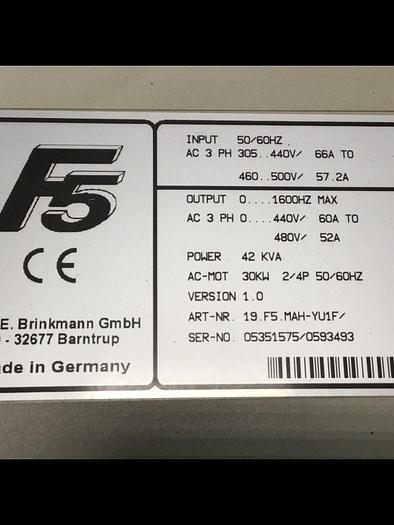 F5
CE
E. Brinkmann GmbH
- 32677 Barntrup
de in Germany
INPUT 50/60HZ
AC 3 PH 305..440V/ 66A TO
460..500V/ 57.2A
OUTPUT 0....1600HZ MAX
AC 3 PH 0...440V/ 60A TO
480V/ 52A
POWER 42 KVA
AC-MOT 30KW 2/4P 50/60HZ
VERSION 1.0
ART-NR. 19.F5.MAH-YU1F/
SER-NO. 05351575/0593493